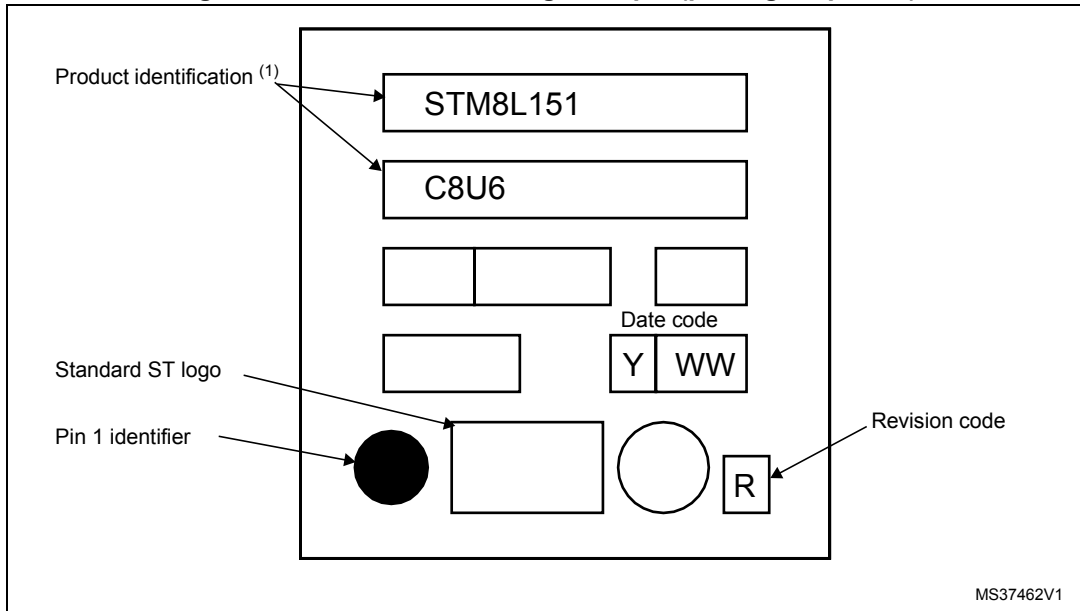 Product identification (1)
STM8L151
C8U6
Date code
Y WW
Standard ST logo
Pin 1 identifier
Revision code
R
MS37462V1